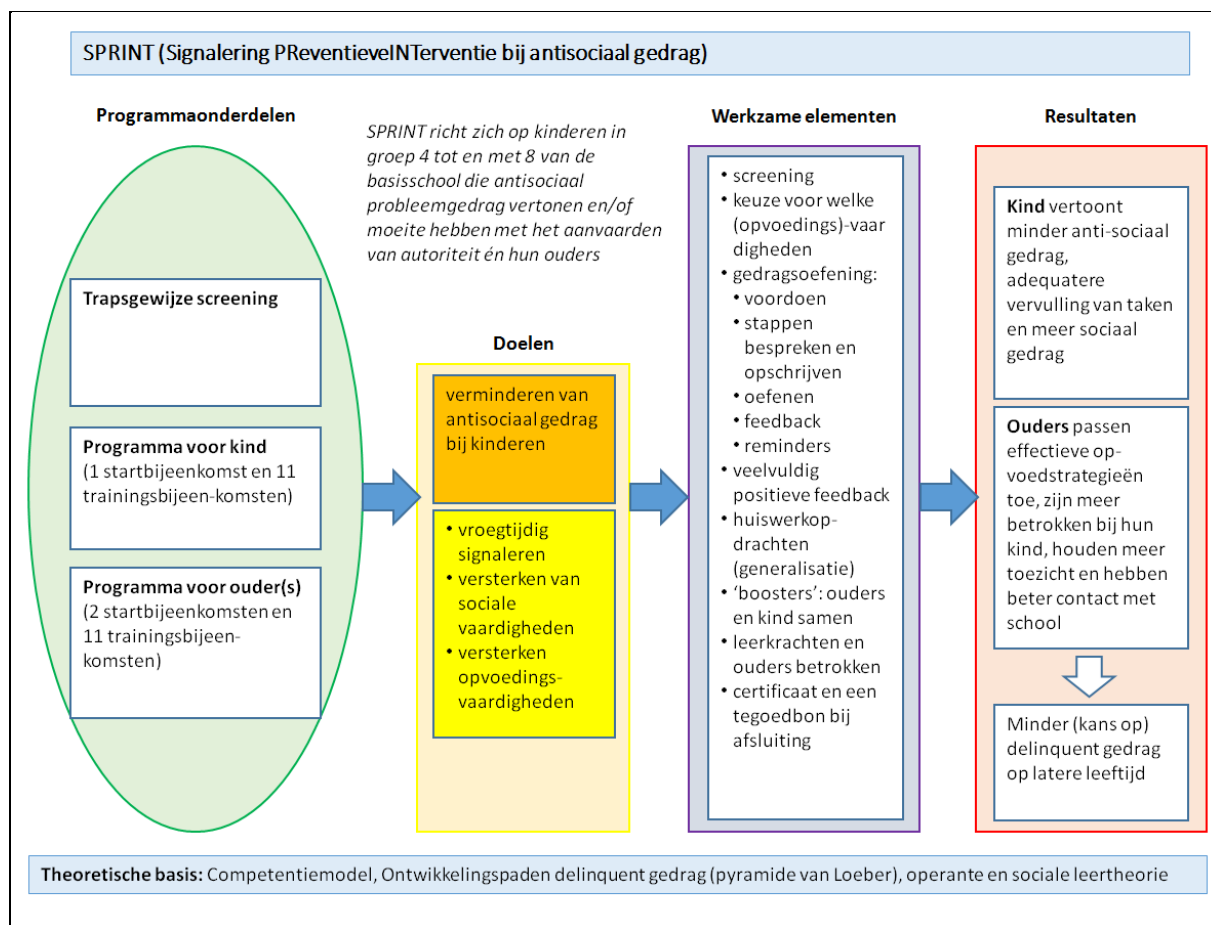 SPRINT (Signalering PReventieveINTerventie bij antisociaal gedrag)
Programmaonderdelen
Trapsgewijze screening
Programma voor kind
(1 startbijeenkomst en 11
trainingsbijeen-komsten)
Programma voor ouder(s)
(2 startbijeenkomsten en
11 trainingsbijeen-
komsten)
SPRINT richt zich op kinderen in
groep 4 tot en met 8 van de
basisschool die antisociaal
probleemgedrag vertonen en/of
moeite hebben met het aanvaarden
van autoriteit én hun ouders
Doelen
verminderen van
antisociaal gedrag
bij kinderen
• vroegtijdig
signaleren
• versterken van
sociale
vaardigheden
• versterken
opvoedings-
vaardigheden
Werkzame elementen
• screening
• keuze voor welke
(opvoedings)-vaar
digheden
• gedragsoefening:
• voordoen
• stappen
bespreken en
opschrijven
• oefenen
• feedback
• reminders
• veelvuldig
positieve feedback
• huiswerkop-
drachten
(generalisatie)
• ‘boosters’: ouders
en kind samen
• leerkrachten en
ouders betrokken
• certificaat en een
tegoedbon bij
afsluiting
Resultaten
Kind vertoont
minder anti-sociaal
gedrag,
adequatere
vervulling van taken
en meer sociaal
gedrag
Ouders passen
effectieve op-
voedstrategieën
toe, zijn meer
betrokken bij hun
kind, houden meer
toezicht en hebben
beter contact met
school
Minder (kans op)
delinquent gedrag
op latere leeftijd
Theoretische basis: Competentiemodel, Ontwikkelingspaden delinquent gedrag (pyramide van Loeber), operante en sociale leertheorie